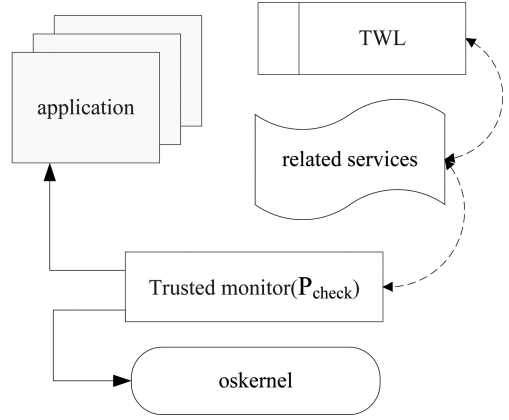 TWL
application
related services
Trusted monitor(Pcheck)
oskernel